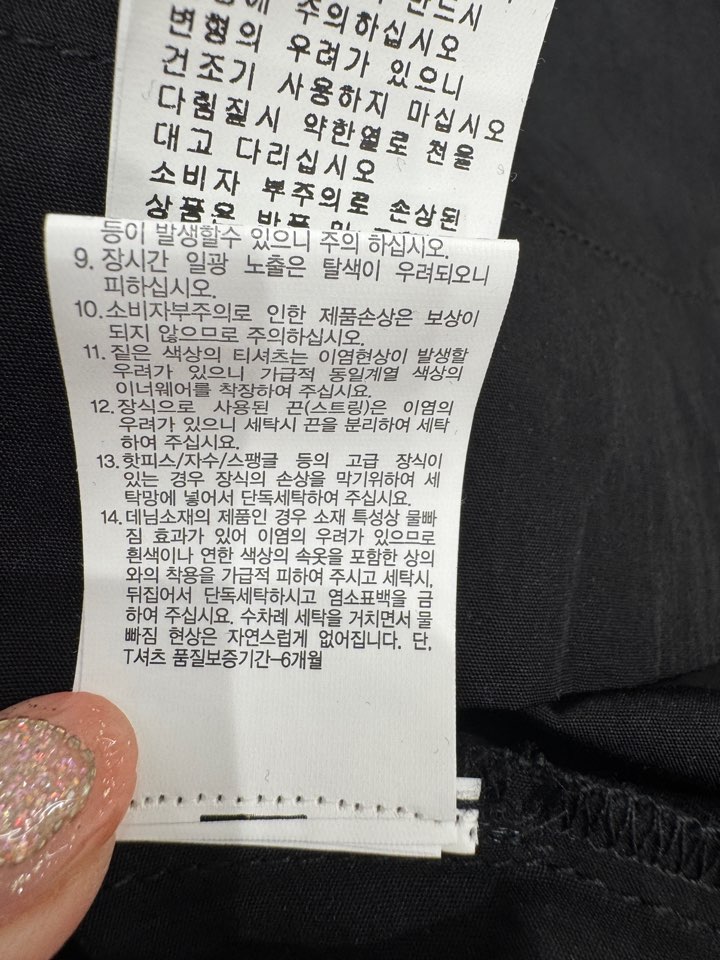 주의하십시오
변형의 우려가 있으니
건조기 사용하지 마십시오
다림질시 약한열로 천을
대고 다리십시오
소비자 부주의로 손상된
상품은
등이 발생할수 있으니 주의 하십시오.
9. 장시간 일광 노출은 탈색이 우려되오니
피하십시오.
10. 소비자부주의로 인한 제품손상은 보상이
되지 않으므로 주의하십시오.
11. 짙은 색상의 티셔츠는 이염현상이 발생할
우려가 있으니 가급적 동일계열 색상의
이너웨어를 착장하여 주십시요.
12. 장식으로 사용된 끈(스트링)은 이염의
우려가 있으니 세탁시 끈을 분리하여 세탁
하여 주십시요.
13. 핫피스/자수/스팽글 등의 고급 장식이
있는 경우 장식의 손상을 막기위하여 세
탁망에 넣어서 단독세탁하여 주십시요.
14. 데님소재의 제품인 경우 소재 특성상 물빠
짐 효과가 있어 이염의 우려가 있으므로
흰색이나 연한 색상의 속옷을 포함한 상의
와의 착용을 가급적 피하여 주시고 세탁시,
뒤집어서 단독세탁하시고 염소표백을 금
하여 주십시요. 수차례 세탁을 거치면서 물
빠짐 현상은 자연스럽게 없어집니다. 단,
T셔츠 품질보증기간-6개월